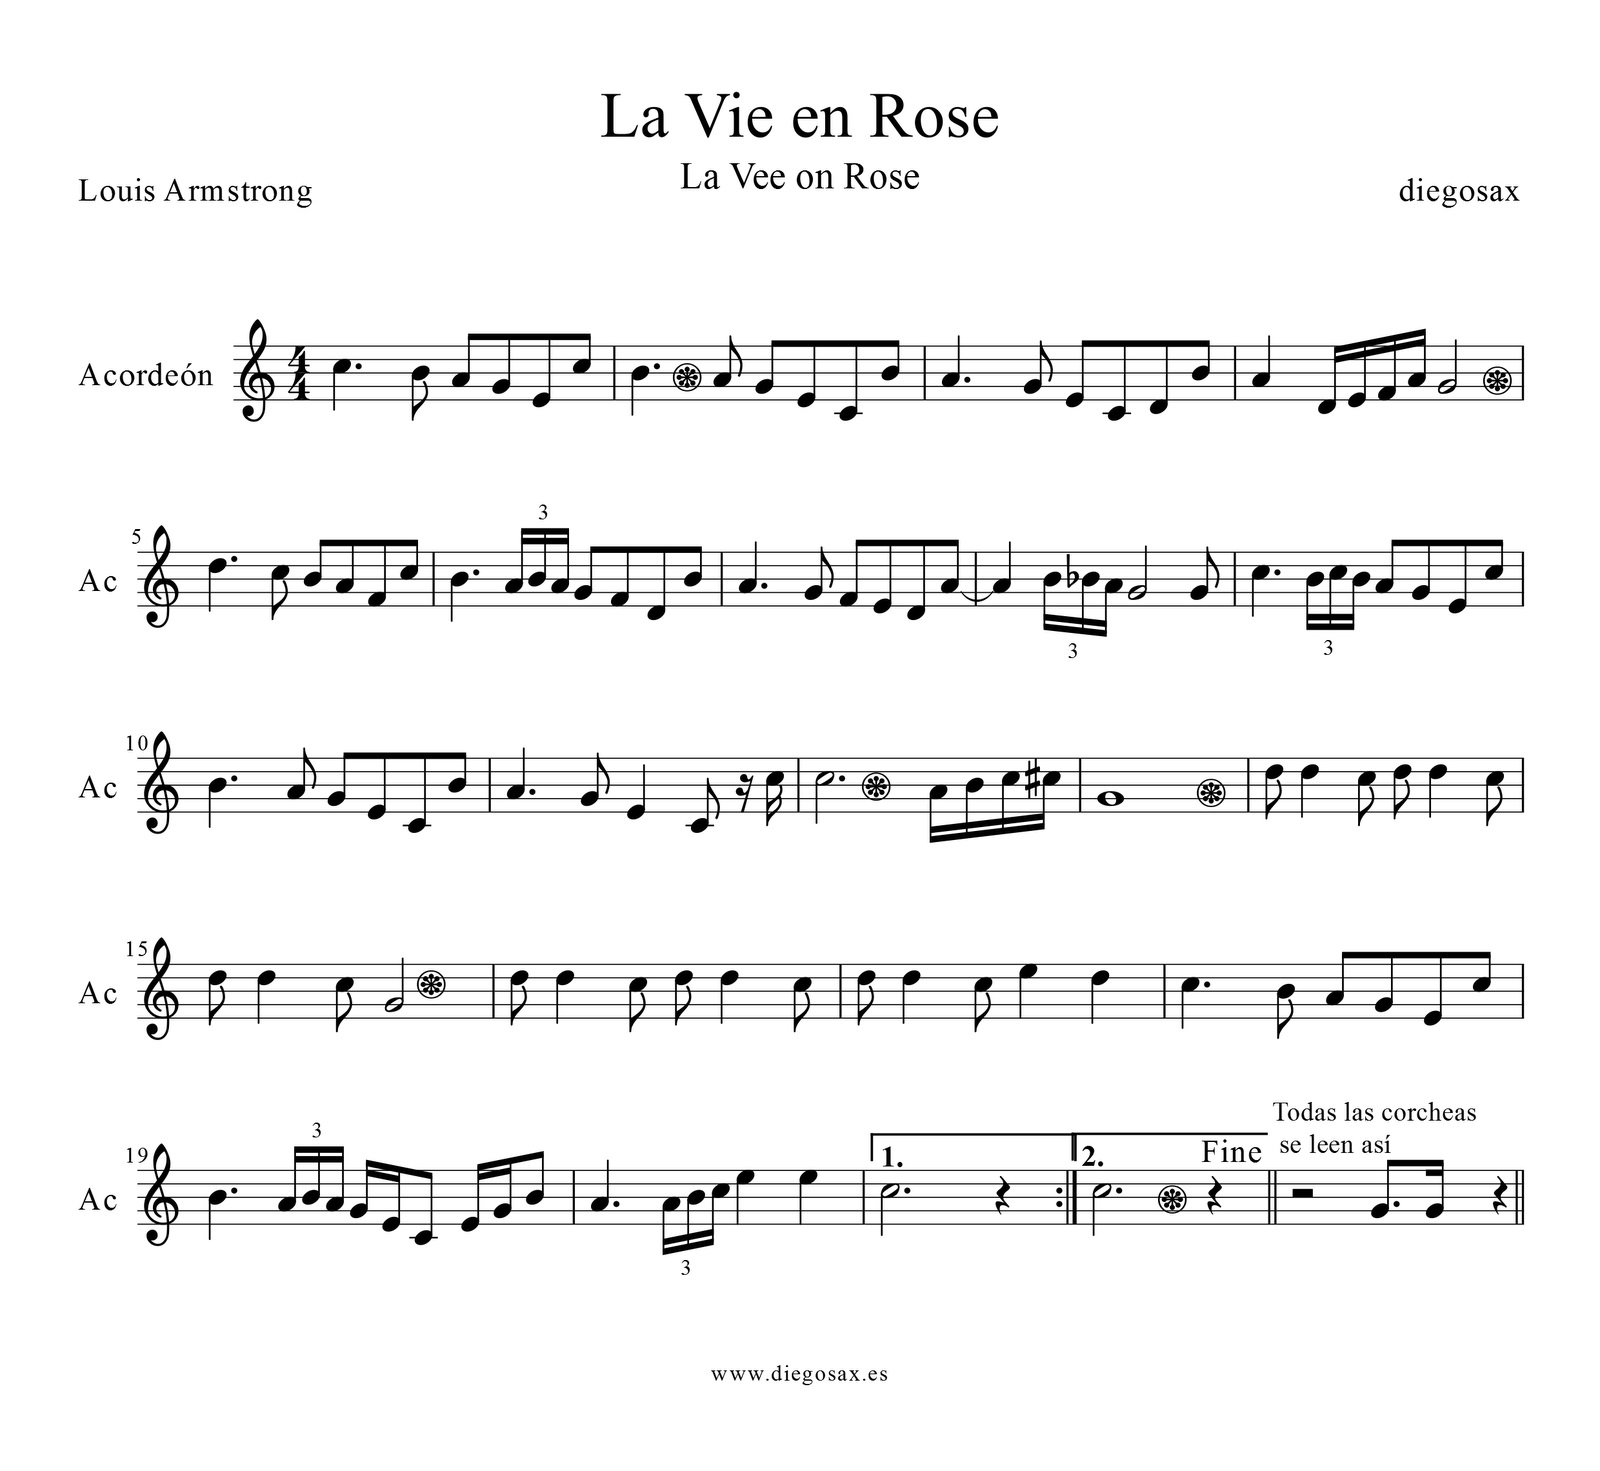 La Vie en Rose
La Vee on Rose
Louis Armstrong
diegosax
Acordeón
4
4
5
3
Ac
3
3
10
Ac
15
Ac
Todas las corcheas
se leen así
19
3
1.
2.
Fine
Ac
3
www.diegosax.es